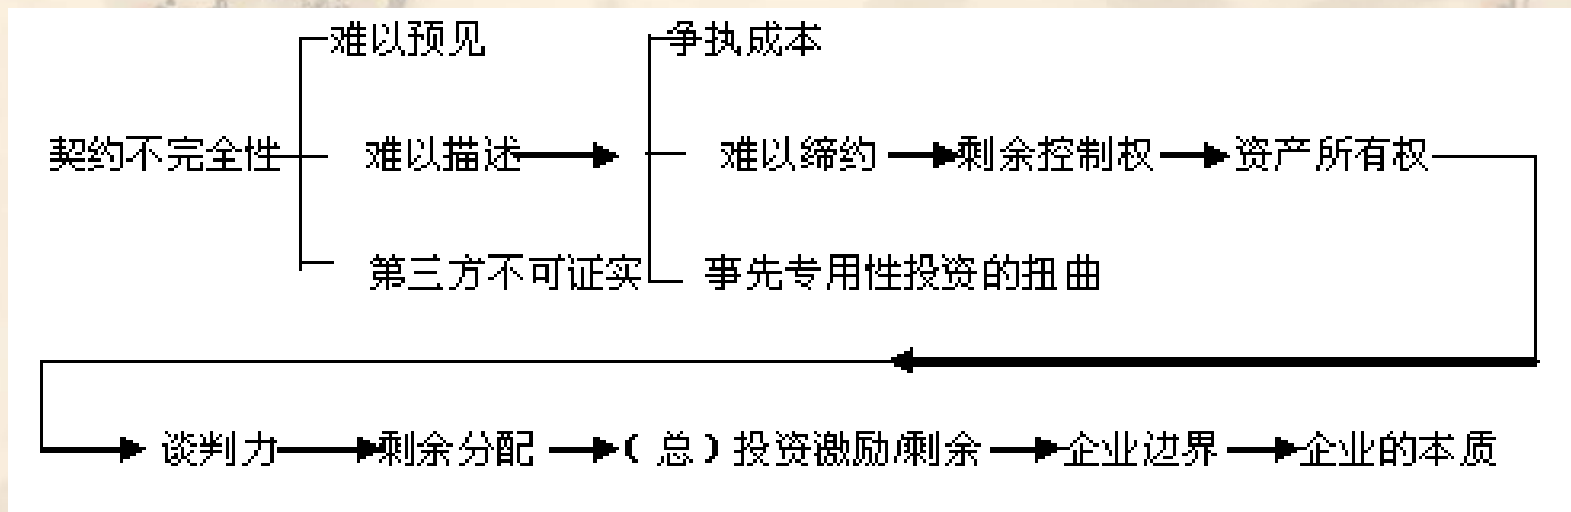 难以预见 争执成本
契约不完全性 难以描述 难以缔约 剩余控制权 资产所有权
第三方不可证实 事先专用性投资的扭曲
谈判力 剩余分配 (总)投资激励/剩余 企业边界 企业的本质